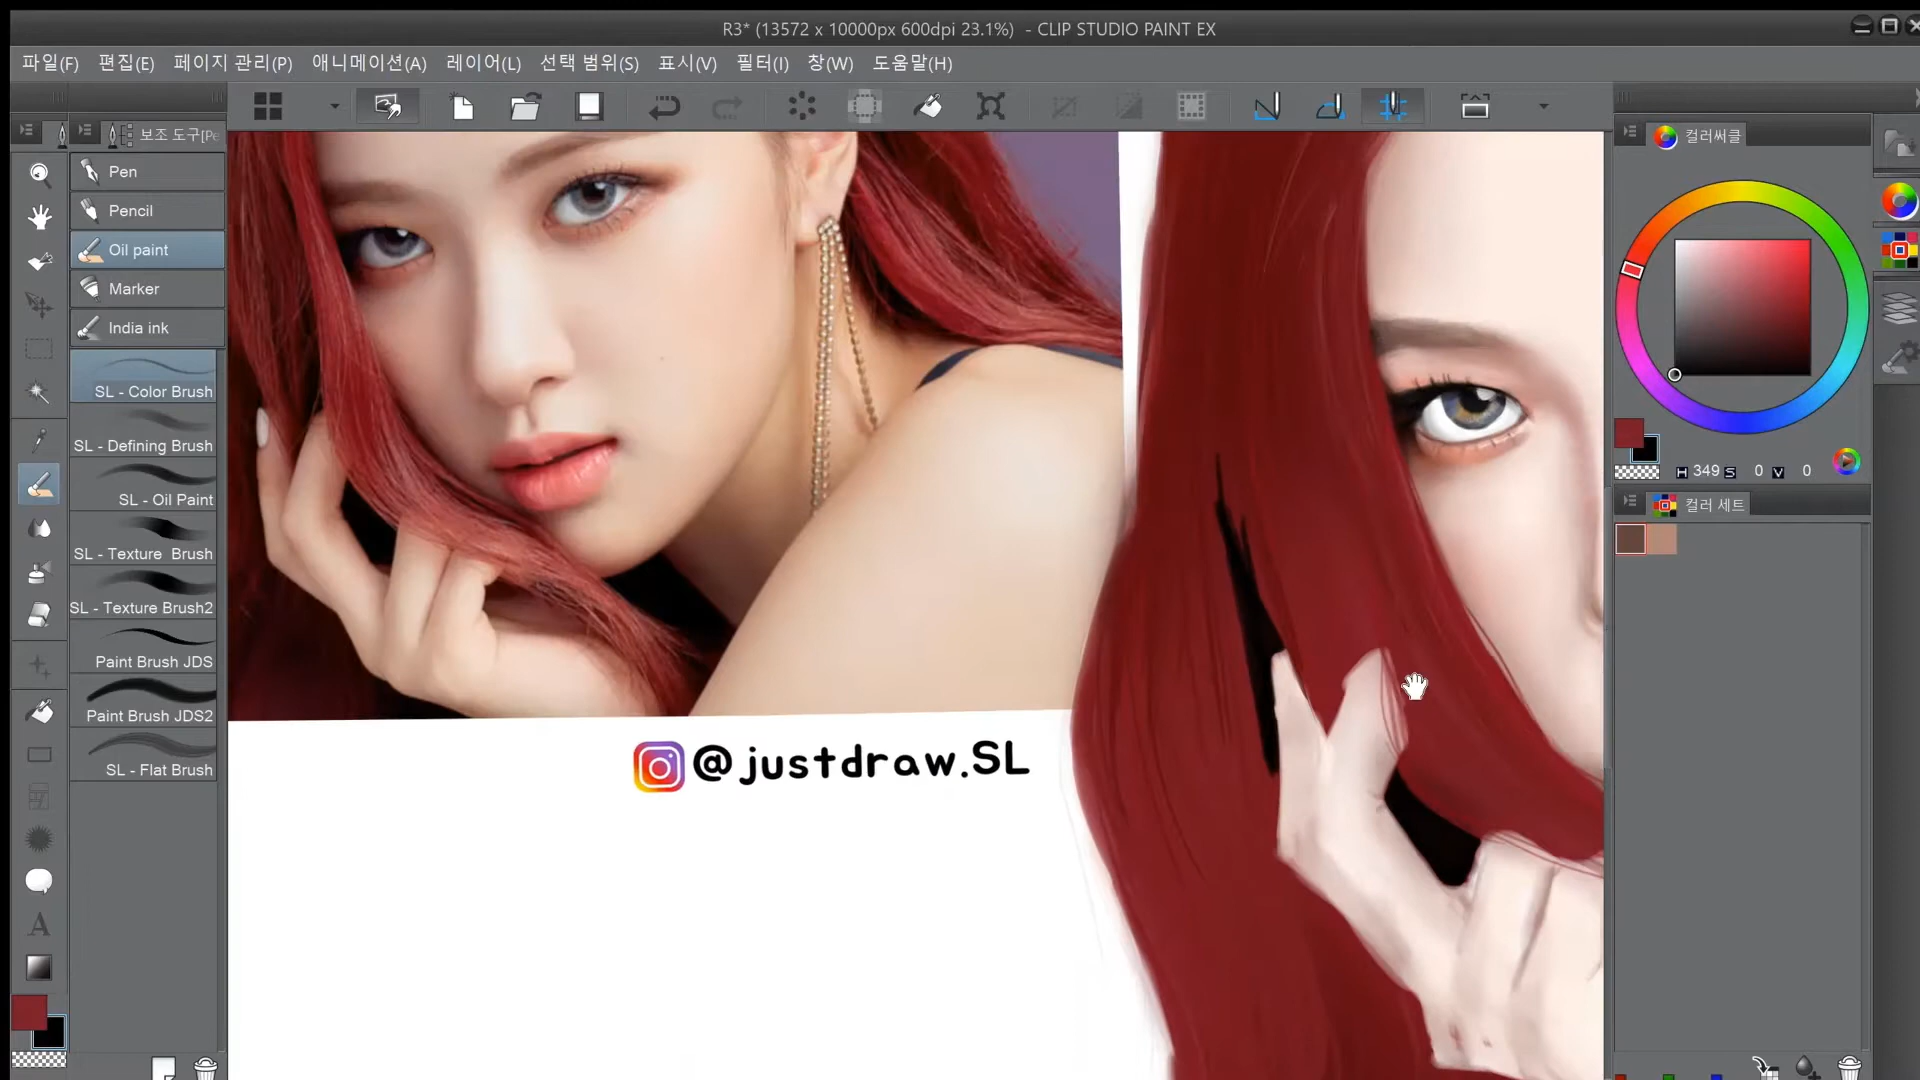 R3* (13572 x 10000px 600dpi 23.1%) - CLIP STUDIO PAINT EX
파일(F) 편집(E) 페이지 관리(P) 애니메이션(A) 레이어(L) 선택 범위(S) 표시(V) 필터(I) 창(W) 도움말(H)
보조 도구[Pe
Pen
Pencil
Oil paint
Marker
India ink
SL - Color Brush
SL - Defining Brush
SL - Oil Paint
SL - Texture Brush
SL - Texture Brush2
Paint Brush JDS
Paint Brush JDS2
SL - Flat Brush
@justdraw.SL
컬러써클
H 349 S 0 V 0
컬러 세트